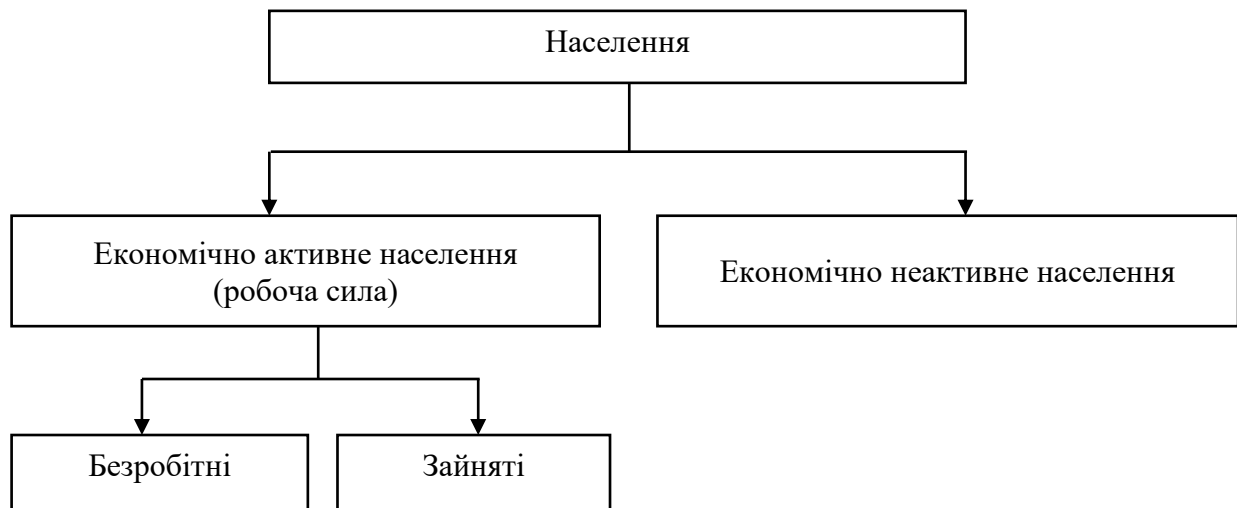 Населення
Економічно активне населення
(робоча сила)
Економічно неактивне населення
Безробітні
Зайняті